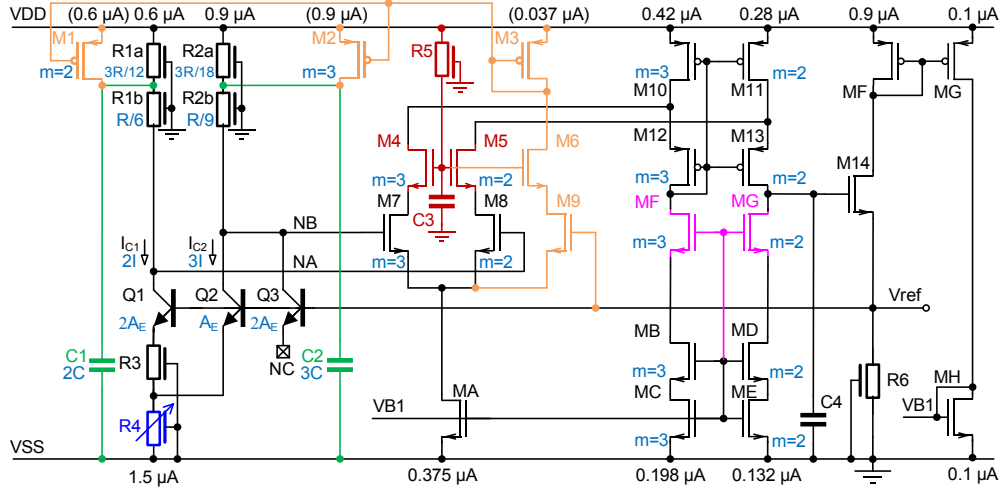 (0.6 µA) 0.6 µA 0.9 µA (0.9 µA) (0.037 µA) 0.42 µA 0.28 µA 0.9 µA 0.1 µA
VDD
M1 R1a R2a M2 R5 M3
m=2 3R/12 3R/18 m=3 m=3 m=2
R1b R2b M10 M11 MF MG
R/6 R/9
M4 M5 M6 M12 M13 M14
m=3 m=2 m=3 m=2
M7 M8 M9 MF MG
C3
NB
IC1 IC2 NA m=3 m=2 m=3 m=2
2I 3I
Q1 Q2 Q3 Vref
2AE AE 2AE
MB MD
R3 C1 NC C2 m=3 m=2 R6 MH
2C 3C MA MC ME
R4 VB1 C4 VB1
m=3 m=2
VSS
1.5 µA 0.375 µA 0.198 µA 0.132 µA 0.1 µA